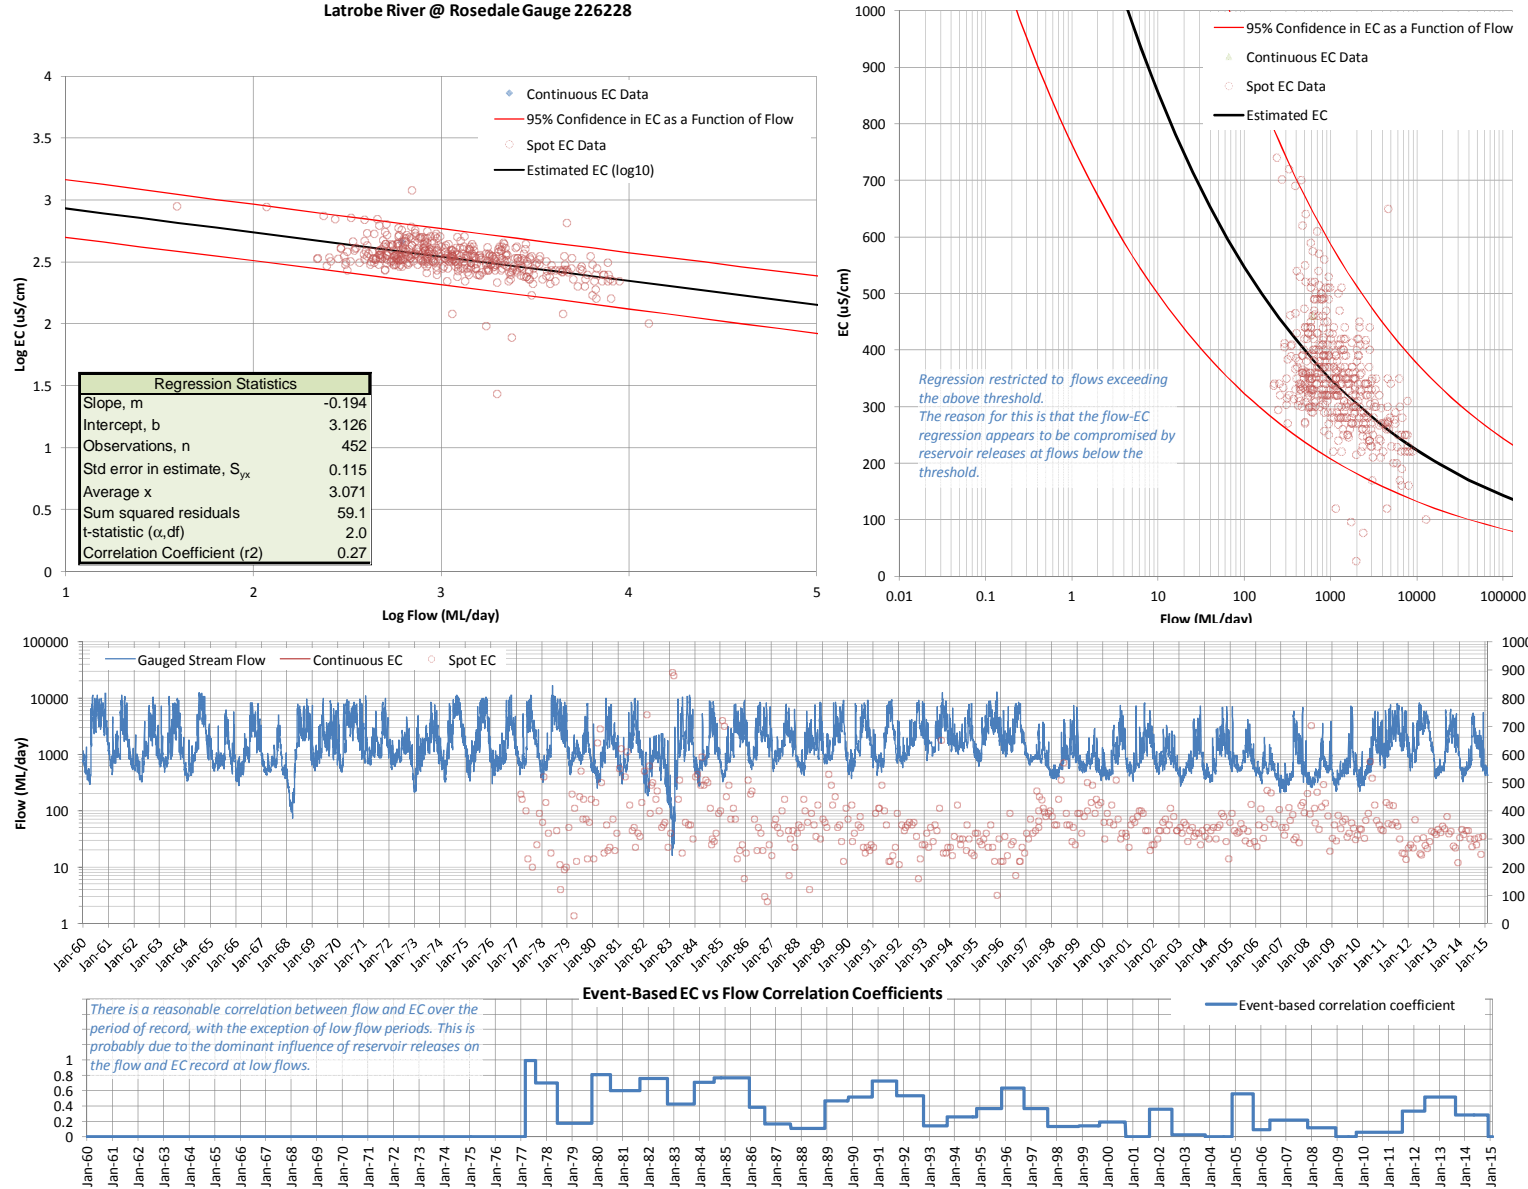 Latrobe River @ Rosedale Gauge 226228
4
3.5
3
2.5
2
1.5
1
0.5
0
Log EC (uS/cm)
Continuous EC Data
95% Confidence in EC as a Function of Flow
Spot EC Data
Estimated EC (log10)
Regression Statistics
Slope, m -0.194
Intercept, b 3.126
Observations, n 452
Std error in estimate, Syx 0.115
Average x 3.071
Sum squared residuals 59.1
t-statistic (α,df) 2.0
Correlation Coefficient (r2) 0.27
1 2 3 4 5
Log Flow (ML/day)
1000
900
800
700
600
500
400
300
200
100
0
EC (uS/cm)
95% Confidence in EC as a Function of Flow
Continuous EC Data
Spot EC Data
Estimated EC
Regression restricted to flows exceeding
the above threshold.
The reason for this is that the flow-EC
regression appears to be compromised by
reservoir releases at flows below the
threshold.
0.01 0.1 1 10 100 1000 10000 100000
Flow (ML/day)
100000
10000
1000
100
10
1
Flow (ML/day)
Gauged Stream Flow Continuous EC Spot EC
1000
900
800
700
600
500
400
300
200
100
0
Jan-60 Jan-61 Jan-62 Jan-63 Jan-64 Jan-65 Jan-66 Jan-67 Jan-68 Jan-69 Jan-70 Jan-71 Jan-72 Jan-73 Jan-74 Jan-75 Jan-76 Jan-77 Jan-78 Jan-79 Jan-80 Jan-81 Jan-82 Jan-83 Jan-84 Jan-85 Jan-86 Jan-87 Jan-88 Jan-89 Jan-90 Jan-91 Jan-92 Jan-93 Jan-94 Jan-95 Jan-96 Jan-97 Jan-98 Jan-99 Jan-00 Jan-01 Jan-02 Jan-03 Jan-04 Jan-05 Jan-06 Jan-07 Jan-08 Jan-09 Jan-10 Jan-11 Jan-12 Jan-13 Jan-14 Jan-15
Event-Based EC vs Flow Correlation Coefficients
There is a reasonable correlation between flow and EC over the
period of record, with the exception of low flow periods. This is
probably due to the dominant influence of reservoir releases on
the flow and EC record at low flows.
Event-based correlation coefficient
1
0.8
0.6
0.4
0.2
0
Jan-60 Jan-61 Jan-62 Jan-63 Jan-64 Jan-65 Jan-66 Jan-67 Jan-68 Jan-69 Jan-70 Jan-71 Jan-72 Jan-73 Jan-74 Jan-75 Jan-76 Jan-77 Jan-78 Jan-79 Jan-80 Jan-81 Jan-82 Jan-83 Jan-84 Jan-85 Jan-86 Jan-87 Jan-88 Jan-89 Jan-90 Jan-91 Jan-92 Jan-93 Jan-94 Jan-95 Jan-96 Jan-97 Jan-98 Jan-99 Jan-00 Jan-01 Jan-02 Jan-03 Jan-04 Jan-05 Jan-06 Jan-07 Jan-08 Jan-09 Jan-10 Jan-11 Jan-12 Jan-13 Jan-14 Jan-15